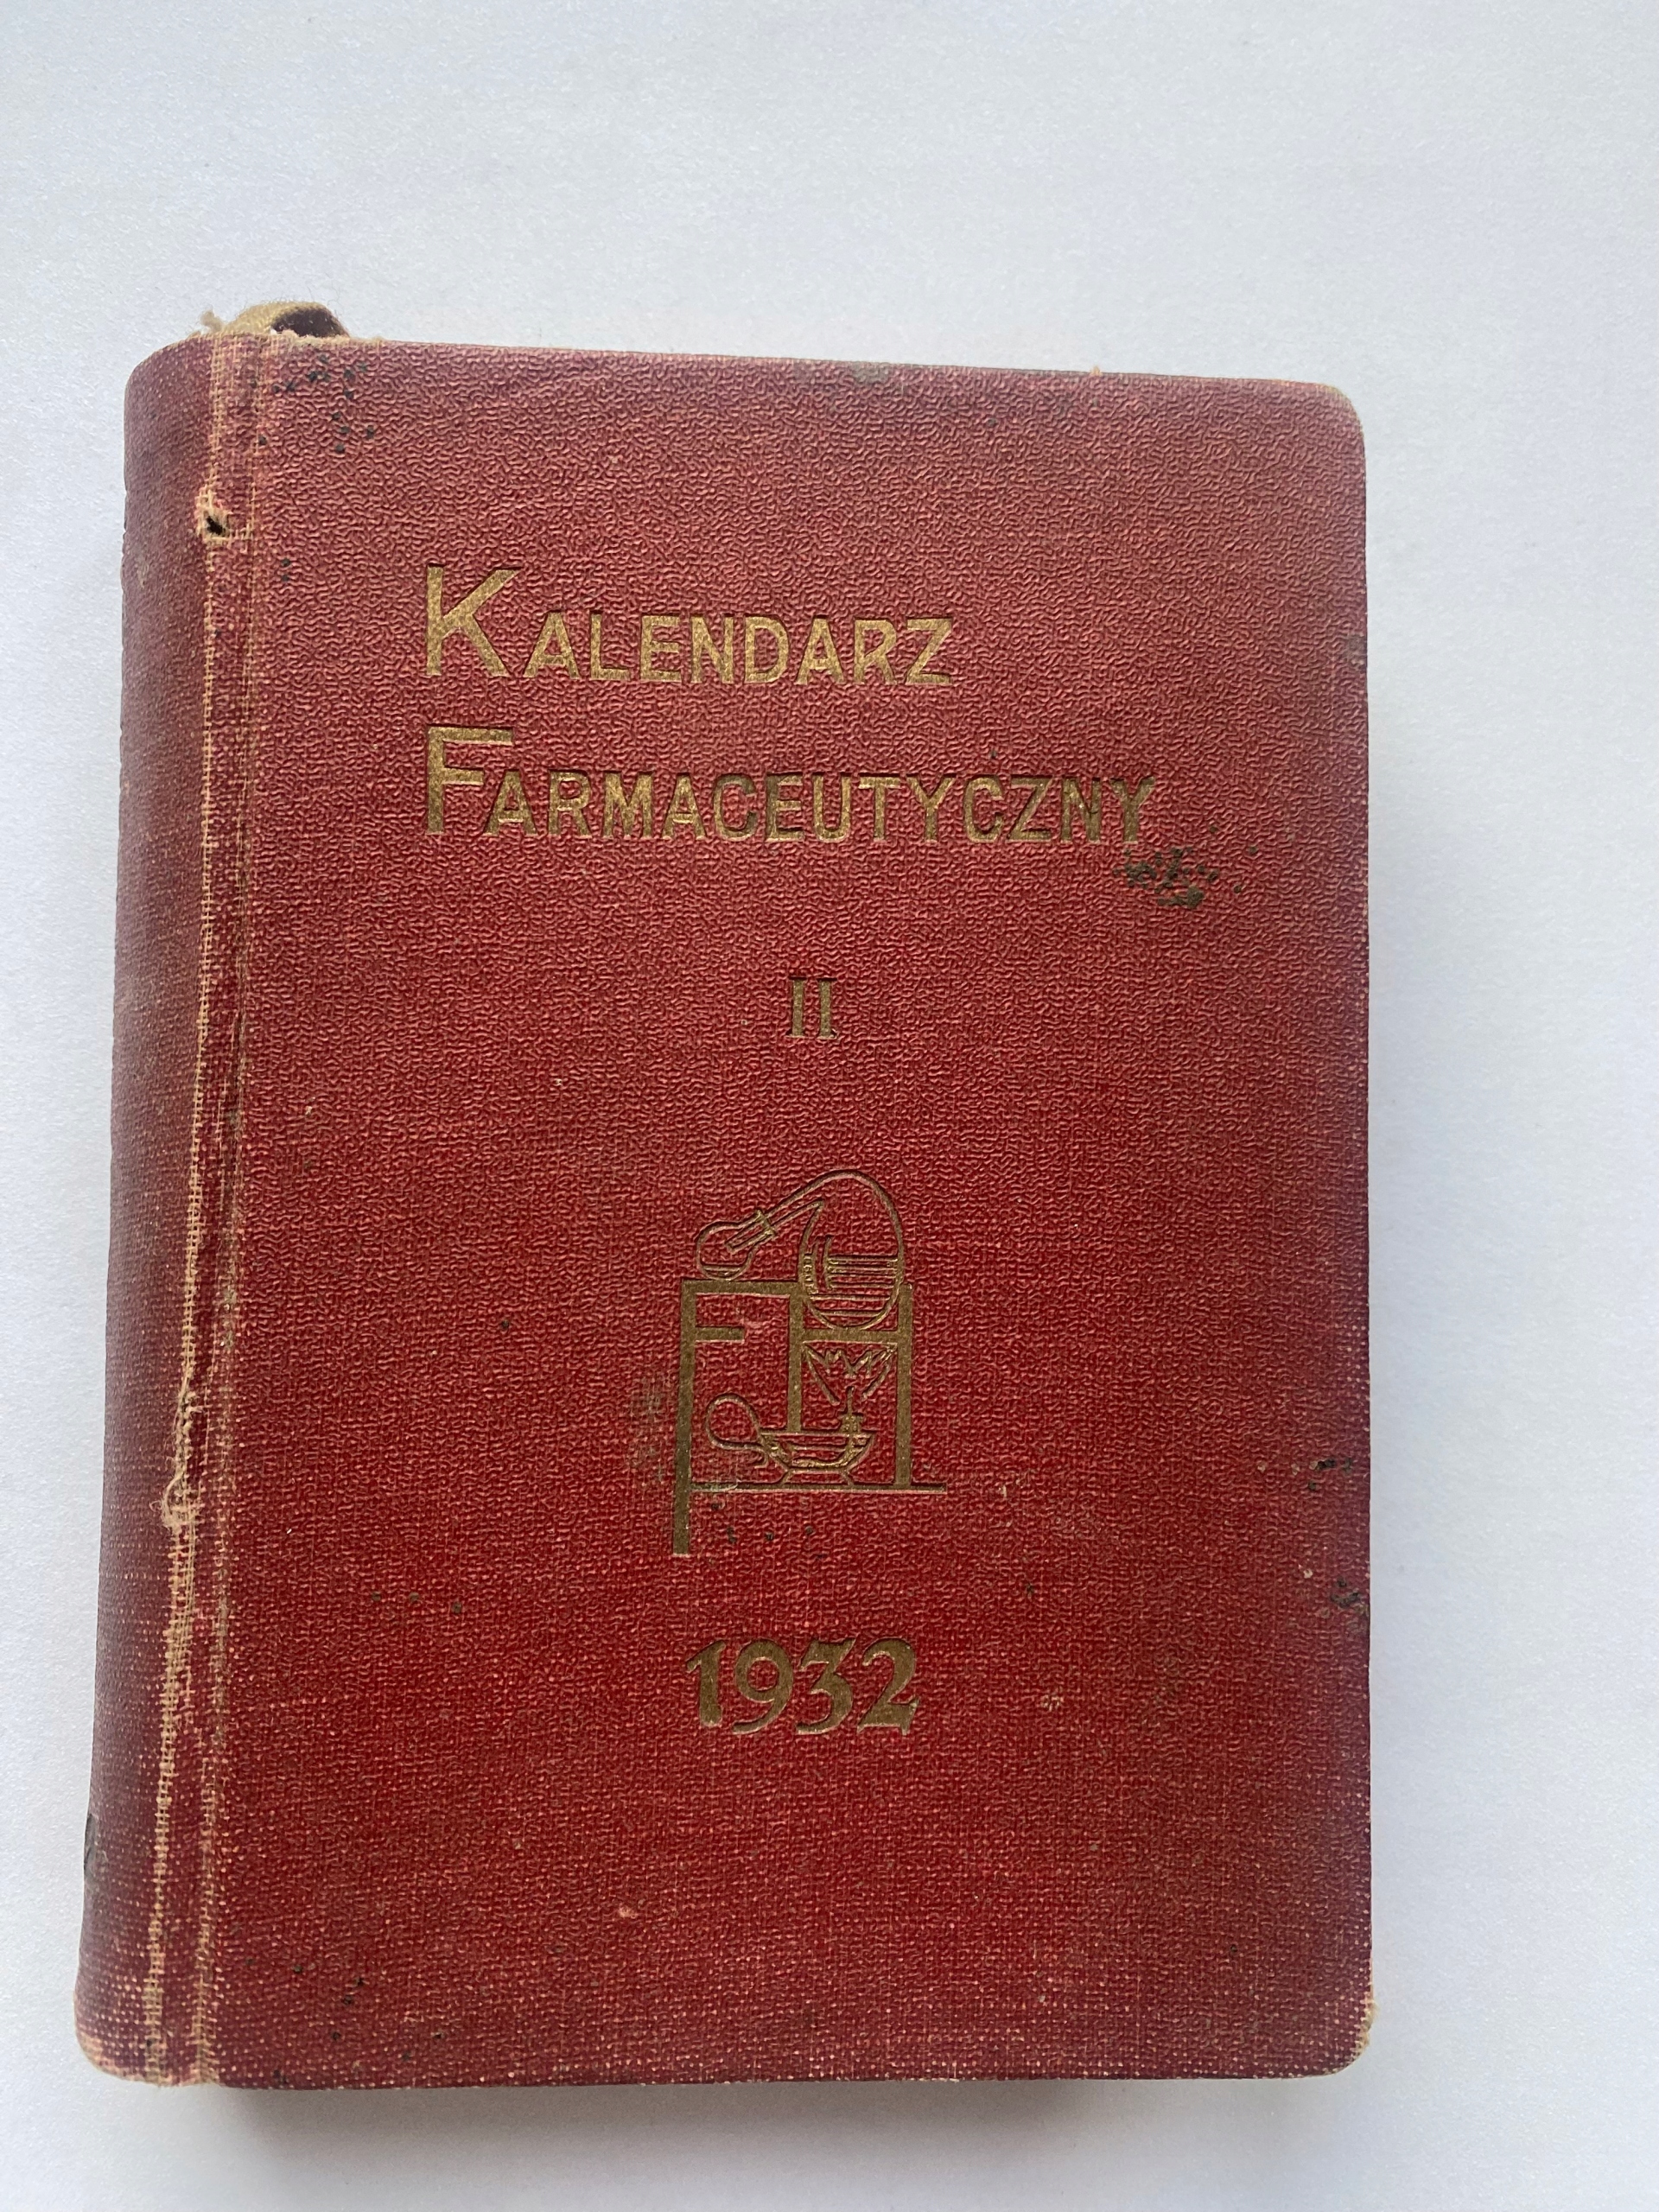 KALENDARZ
FARMACEUTYCZNY
II
1932